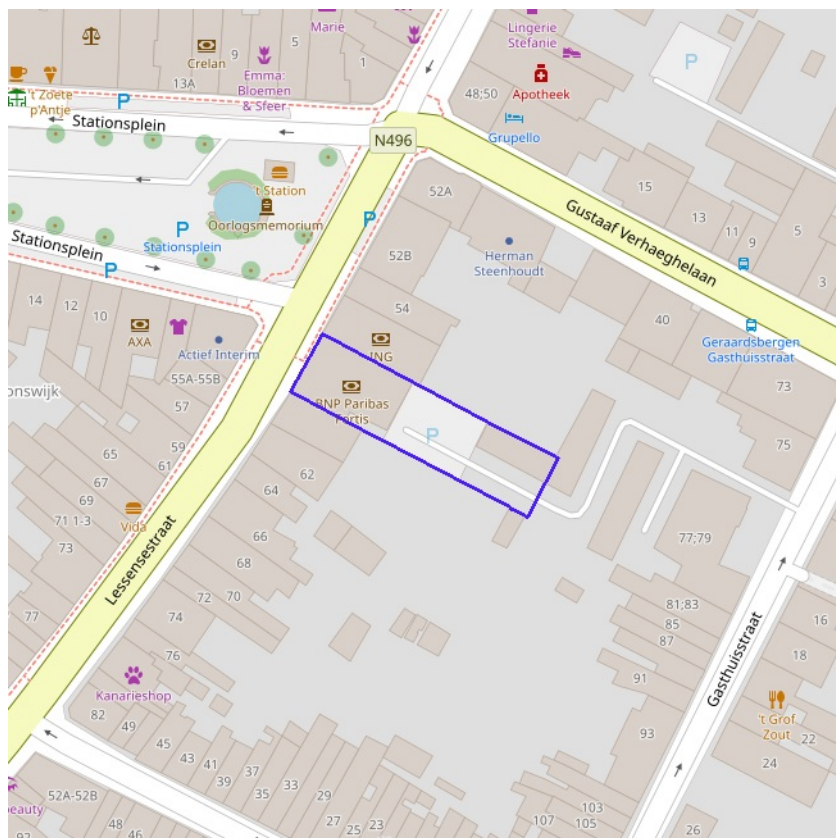 Marie
Crelan
9
5
1
13A
Emma:
Bloemen
& Sfeer
't Zoete
p'Antje
P
Stationsplein
N496
Lingerie
Stefanie
P
48;50
Apotheek
Grupello
't Station
Oorlogsmemorium
P
Stationsplein
P
52A
52B
Herman
Steenhoudt
Gustaaf Verhaeghelaan
15
13
11
9
5
3
Stationsplein
P
14
12
10
AXA
Actief Interim
54
ING
40
Geraardsbergen
Gasthuisstraat
onswijk
55A-55B
57
BNP Paribas
Fortis
P
73
75
59
61
65
67
69
71 1-3
73
Vida
62
64
66
68
70
72
74
76
77
Lessensestraat
77;79
81;83
85
87
91
93
Gasthuisstraat
16
18
't Grof
Zout
22
24
26
Kanarieshop
82
49
45
43
41
39
37
35
33
29
27
25
23
52A-52B
48
46
eauty
107
105
103